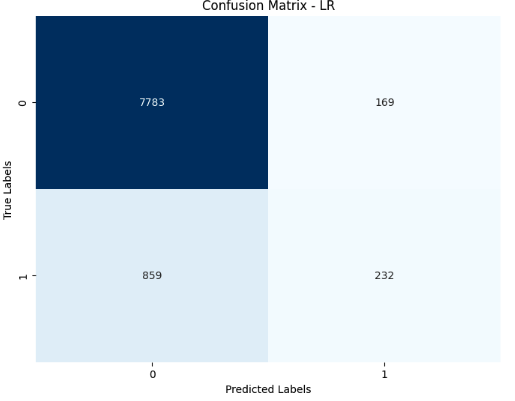 Confusion Matrix - LR
True Labels
0
7783
169
1
859
232
0
1
Predicted Labels